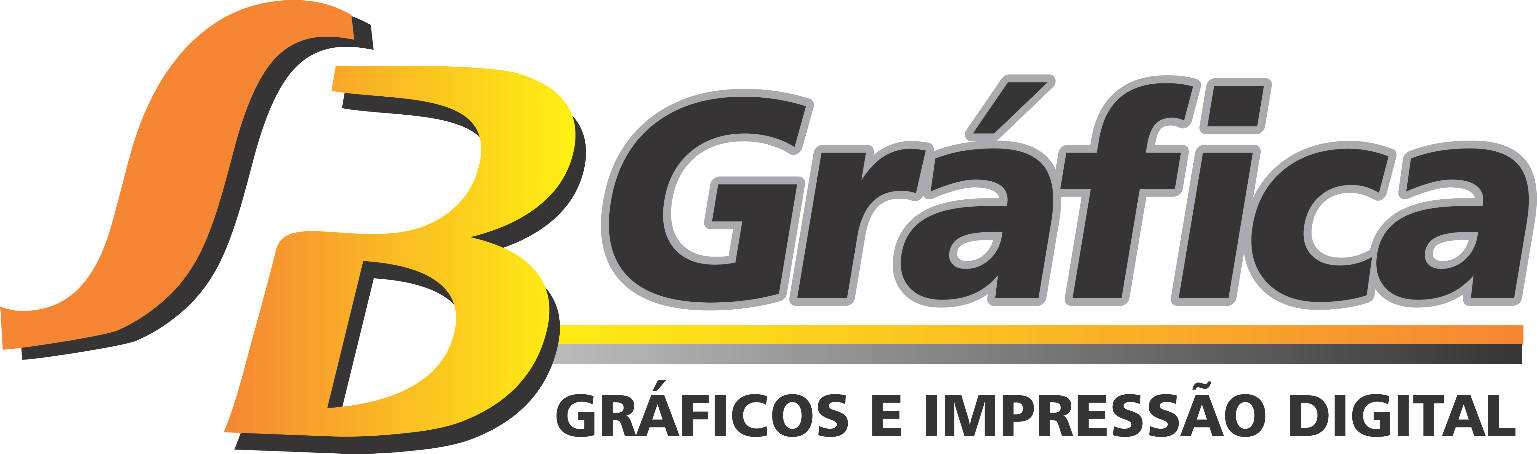 SB Gráfica
GRÁFICOS E IMPRESSÃO DIGITAL